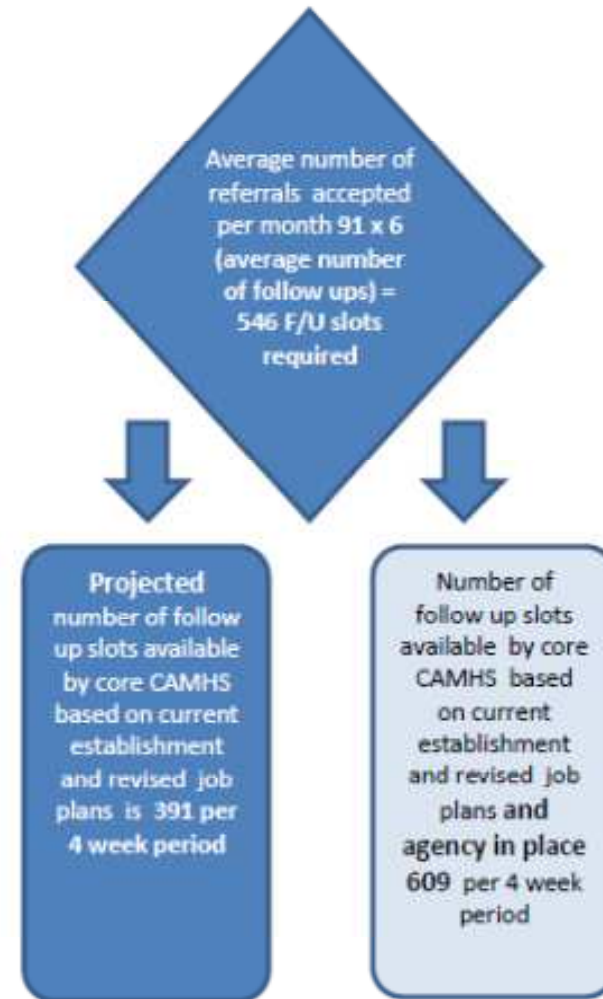 Average number of
referrals accepted
per month 91 x 6
(average number
of follow ups) =
546 F/U slots
required
Projected
number of follow
up slots available
by core CAMHS
based on current
establishment
and revised job
plans is 391 per
4 week period
Number of
follow up slots
available by core
CAMHS based
on current
establishment
and revised job
plans and
agency in place
609 per 4 week
period